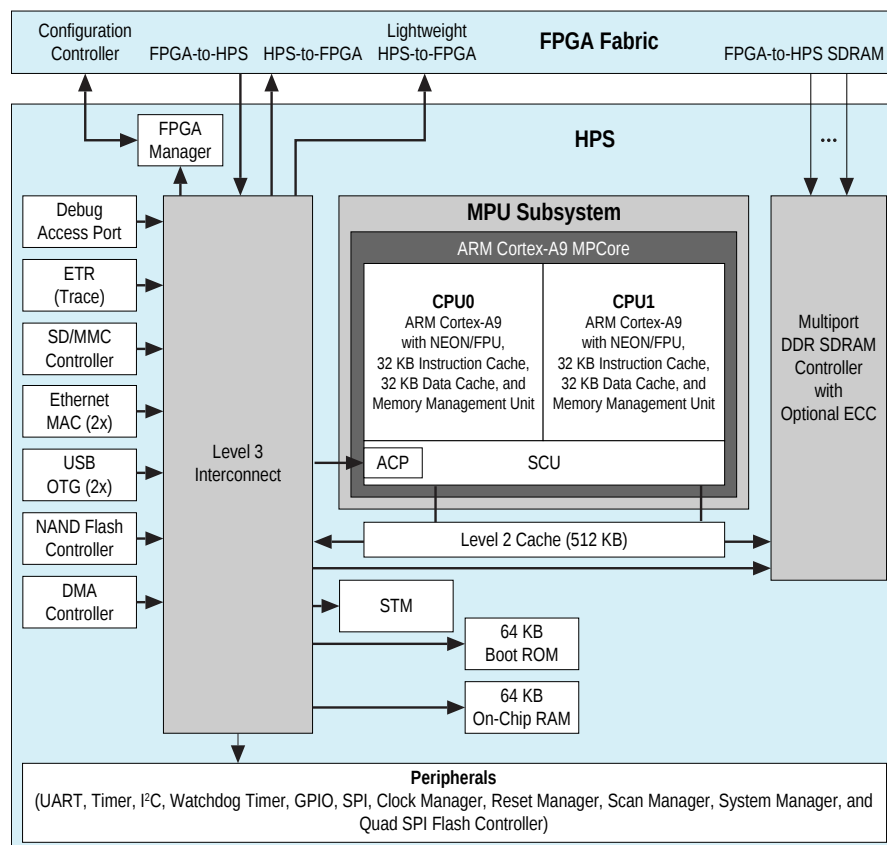 Configuration
Controller
FPGA-to-HPS
HPS-to-FPGA
Lightweight
HPS-to-FPGA
FPGA Fabric
FPGA-to-HPS SDRAM
HPS
FPGA
Manager
...
Debug
Access Port
ETR
(Trace)
SD/MMC
Controller
Ethernet
MAC (2x)
USB
OTG (2x)
NAND Flash
Controller
DMA
Controller
Level 3
Interconnect
MPU Subsystem
ARM Cortex-A9 MPCore
CPU0
ARM Cortex-A9
with NEON/FPU,
32 KB Instruction Cache,
32 KB Data Cache, and
Memory Management Unit
CPU1
ARM Cortex-A9
with NEON/FPU,
32 KB Instruction Cache,
32 KB Data Cache, and
Memory Management Unit
ACP
SCU
Level 2 Cache (512 KB)
Multiport
DDR SDRAM
Controller
with
Optional ECC
STM
64 KB
Boot ROM
64 KB
On-Chip RAM
Peripherals
(UART, Timer, I²C, Watchdog Timer, GPIO, SPI, Clock Manager, Reset Manager, Scan Manager, System Manager, and
Quad SPI Flash Controller)